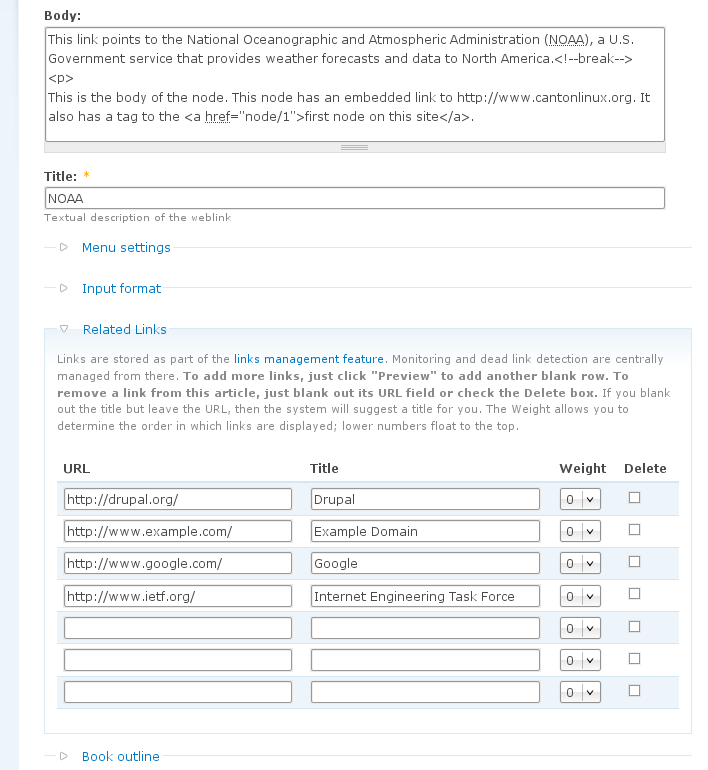 Body:
This link points to the National Oceanographic and Atmospheric Administration (NOAA), a U.S.
Government service that provides weather forecasts and data to North America.<!--break-->
<p>
This is the body of the node. This node has an embedded link to http://www.cantonlinux.org. It
also has a tag to the <a href="node/1">first node on this site</a>.
Title: *
NOAA
Textual description of the weblink
Menu settings
Input format
Related Links
Links are stored as part of the links management feature. Monitoring and dead link detection are centrally
managed from there. To add more links, just click "Preview" to add another blank row. To
remove a link from this article, just blank out its URL field or check the Delete box. If you blank
out the title but leave the URL, then the system will suggest a title for you. The Weight allows you to
determine the order in which links are displayed; lower numbers float to the top.
URL Title Weight Delete
http://drupal.org/ Drupal 0
http://www.example.com/ Example Domain 0
http://www.google.com/ Google 0
http://www.ietf.org/ Internet Engineering Task Force 0
0
0
0
Book outline